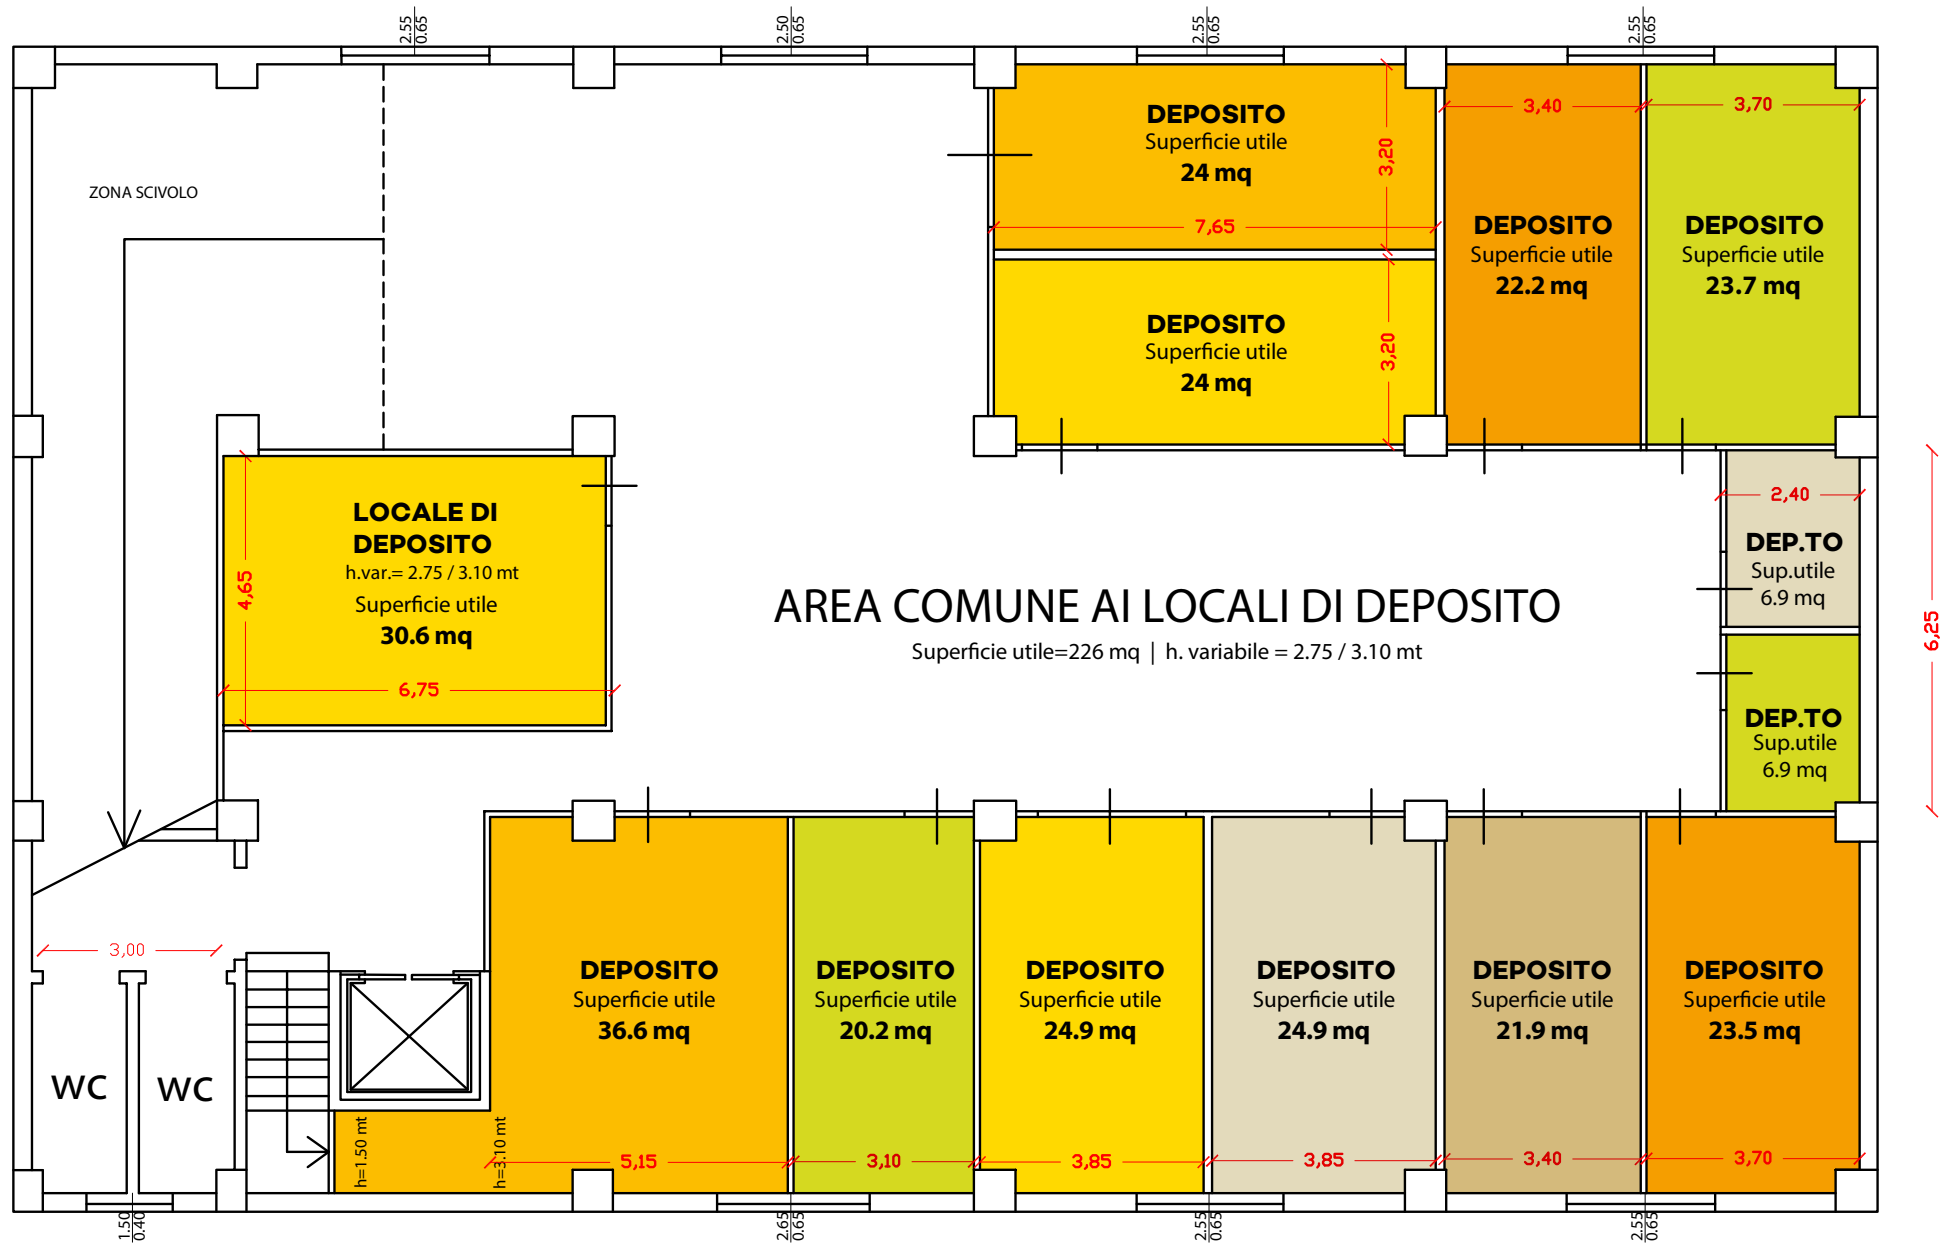 2.55
0.65
2.50
0.65
2.55
0.65
2.55
0.65
ZONA SCIVOLO
DEPOSITO
Superficie utile
24 mq
3,20
7,65
DEPOSITO
Superficie utile
24 mq
3,20
3,40
DEPOSITO
Superficie utile
22.2 mq
3,70
DEPOSITO
Superficie utile
23.7 mq
LOCALE DI
DEPOSITO
h.var.= 2.75 / 3.10 mt
Superficie utile
30.6 mq
4,65
6,75
AREA COMUNE AI LOCALI DI DEPOSITO
Superficie utile=226 mq | h. variabile = 2.75 / 3.10 mt
2,40
DEP.TO
Sup.utile
6.9 mq
6,25
DEP.TO
Sup.utile
6.9 mq
3,00
WC
WC
h=1.50 mt
h=3.10 mt
DEPOSITO
Superficie utile
36.6 mq
5,15
DEPOSITO
Superficie utile
20.2 mq
3,10
DEPOSITO
Superficie utile
24.9 mq
3,85
DEPOSITO
Superficie utile
24.9 mq
3,85
DEPOSITO
Superficie utile
21.9 mq
3,40
DEPOSITO
Superficie utile
23.5 mq
3,70
1.50
0.40
2.65
0.65
2.55
0.65
2.55
0.65